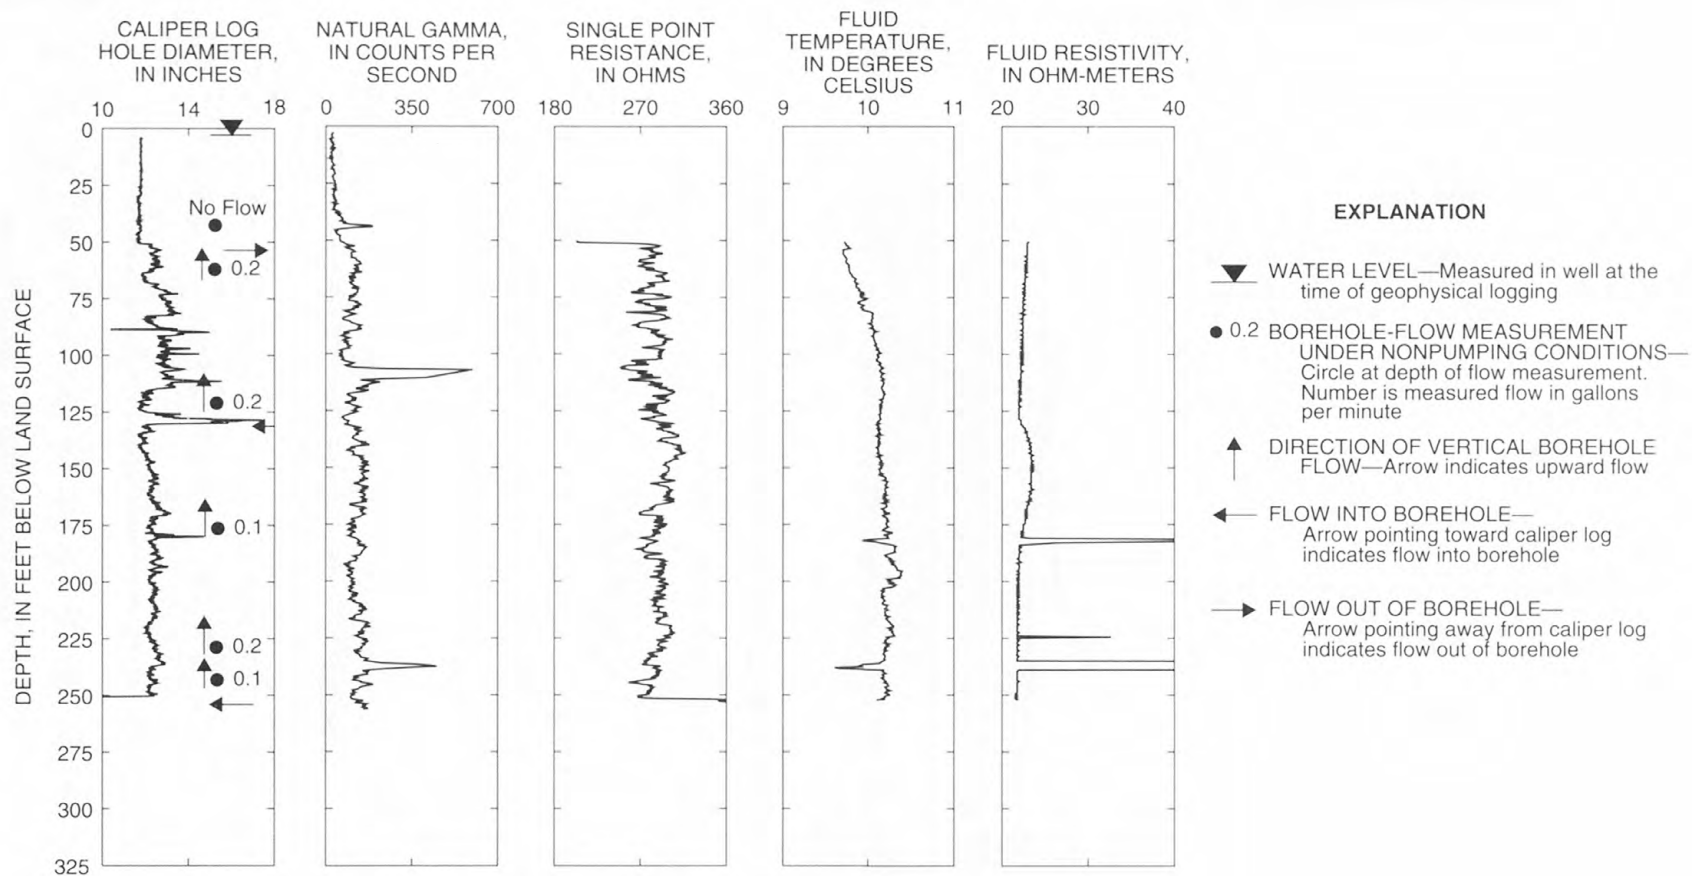 CALIPER LOG
HOLE DIAMETER,
IN INCHES
NATURAL GAMMA,
IN COUNTS PER
SECOND
SINGLE POINT
RESISTANCE,
IN OHMS
FLUID
TEMPERATURE,
IN DEGREES
CELSIUS
FLUID RESISTIVITY,
IN OHM-METERS
10 14 18
0 350 700
180 270 360
9 10 11
20 30 40
DEPTH, IN FEET BELOW LAND SURFACE
0
25
50
75
100
125
150
175
200
225
250
275
300
325
No Flow
0.2
0.2
0.1
0.2
0.1
EXPLANATION
WATER LEVEL—Measured in well at the
time of geophysical logging
0.2 BOREHOLE-FLOW MEASUREMENT
UNDER NONPUMPING CONDITIONS—
Circle at depth of flow measurement.
Number is measured flow in gallons
per minute
DIRECTION OF VERTICAL BOREHOLE
FLOW—Arrow indicates upward flow
FLOW INTO BOREHOLE—
Arrow pointing toward caliper log
indicates flow into borehole
FLOW OUT OF BOREHOLE—
Arrow pointing away from caliper log
indicates flow out of borehole